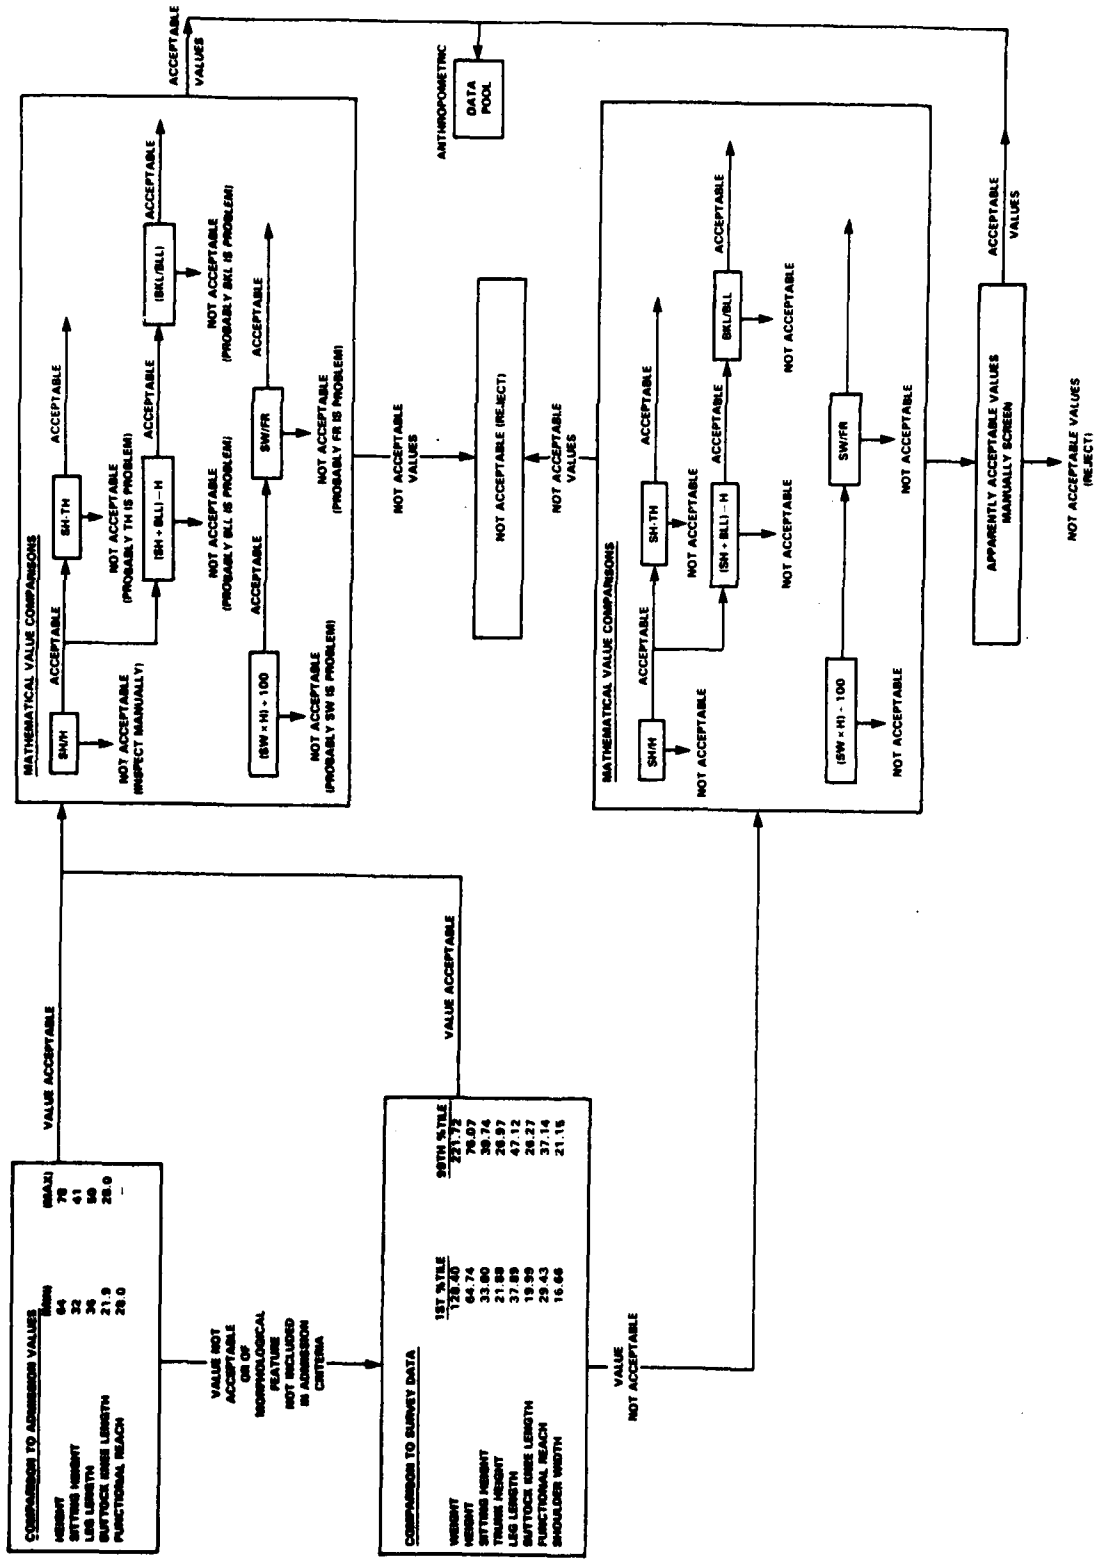 COMPARISON TO ADMISSION VALUES
(MIN) (MAX)
HEIGHT 64 78
SITTING HEIGHT 32 41
LEG LENGTH 36 50
BUTTOCK KNEE LENGTH 21.9 28.0
FUNCTIONAL REACH 28.0 —
VALUE ACCEPTABLE
VALUE NOT
ACCEPTABLE
OR OF
MORPHOLOGICAL
FEATURE
NOT INCLUDED
IN ADMISSION
CRITERIA
COMPARISON TO SURVEY DATA
1ST %TILE 99TH %TILE
WEIGHT 128.40 221.72
HEIGHT 64.74 76.07
SITTING HEIGHT 33.80 39.74
TRUNK HEIGHT 21.88 26.97
LEG LENGTH 37.89 47.12
BUTTOCK KNEE LENGTH 19.99 26.27
FUNCTIONAL REACH 29.43 37.14
SHOULDER WIDTH 16.66 21.15
VALUE ACCEPTABLE
VALUE
NOT ACCEPTABLE
MATHEMATICAL VALUE COMPARISONS
SH/H
ACCEPTABLE
NOT ACCEPTABLE
(INSPECT MANUALLY)
SH-TH
ACCEPTABLE
NOT ACCEPTABLE
(PROBABLY TH IS PROBLEM)
(SH + BLL) – H
ACCEPTABLE
NOT ACCEPTABLE
(PROBABLY BLL IS PROBLEM)
(BKL/BLL)
ACCEPTABLE
NOT ACCEPTABLE
(PROBABLY BKL IS PROBLEM)
(SW × H) ÷ 100
ACCEPTABLE
NOT ACCEPTABLE
(PROBABLY SW IS PROBLEM)
SW/FR
ACCEPTABLE
NOT ACCEPTABLE
(PROBABLY FR IS PROBLEM)
ACCEPTABLE
VALUES
ANTHROPOMETRIC
DATA
POOL
NOT ACCEPTABLE
VALUES
NOT ACCEPTABLE (REJECT)
NOT ACCEPTABLE
VALUES
MATHEMATICAL VALUE COMPARISONS
SH/H
ACCEPTABLE
NOT ACCEPTABLE
SH-TH
ACCEPTABLE
NOT ACCEPTABLE
(SH + BLL) – H
ACCEPTABLE
NOT ACCEPTABLE
BKL/BLL
ACCEPTABLE
NOT ACCEPTABLE
(SW × H) - 100
NOT ACCEPTABLE
SW/FR
NOT ACCEPTABLE
APPARENTLY ACCEPTABLE VALUES
MANUALLY SCREEN
ACCEPTABLE
VALUES
NOT ACCEPTABLE VALUES
(REJECT)